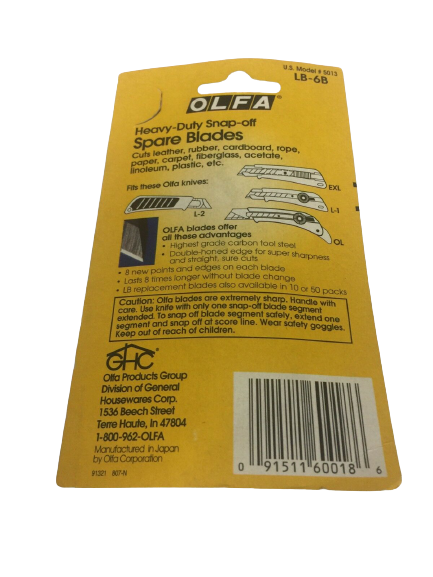 U.S. Model # 5013
LB-6B
OLFA®
Heavy-Duty Snap-off
Spare Blades
Cuts leather, rubber, cardboard, rope,
paper, carpet, fiberglass, acetate,
linoleum, plastic, etc.
Fits these Olfa knives:
EXL
L-2
L-1
OL
OLFA blades offer
all these advantages
• Highest grade carbon tool steel
• Double-honed edge for super sharpness
and straight, sure cuts.
• 8 new points and edges on each blade
• Lasts 8 times longer without blade change
• LB replacement blades also available in 10 or 50 packs
Caution: Olfa blades are extremely sharp. Handle with
care. Use knife with only one snap-off blade segment
extended. To snap off blade segment safely, extend one
segment and snap off at score line. Wear safety goggles.
Keep out of reach of children.
GHC®
Olfa Products Group
Division of General
Housewares Corp.
1536 Beech Street
Terre Haute, In 47804
1-800-962-OLFA
Manufactured in Japan
by Olfa Corporation
91321 807-N
0 91511 60018 6